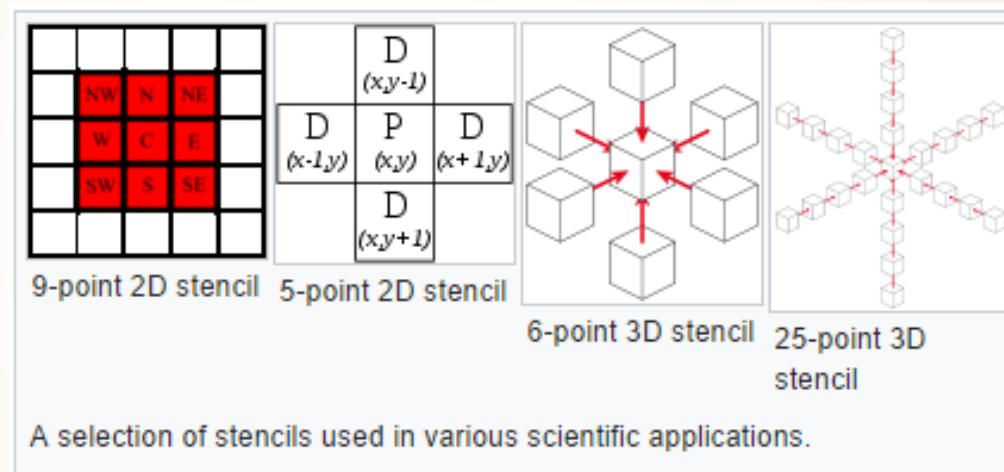 NW N NE
W C E
SW S SE
9-point 2D stencil
D
(x,y-1)
D P D
(x-1,y) (x,y) (x+1,y)
D
(x,y+1)
5-point 2D stencil
6-point 3D stencil
25-point 3D
stencil
A selection of stencils used in various scientific applications.